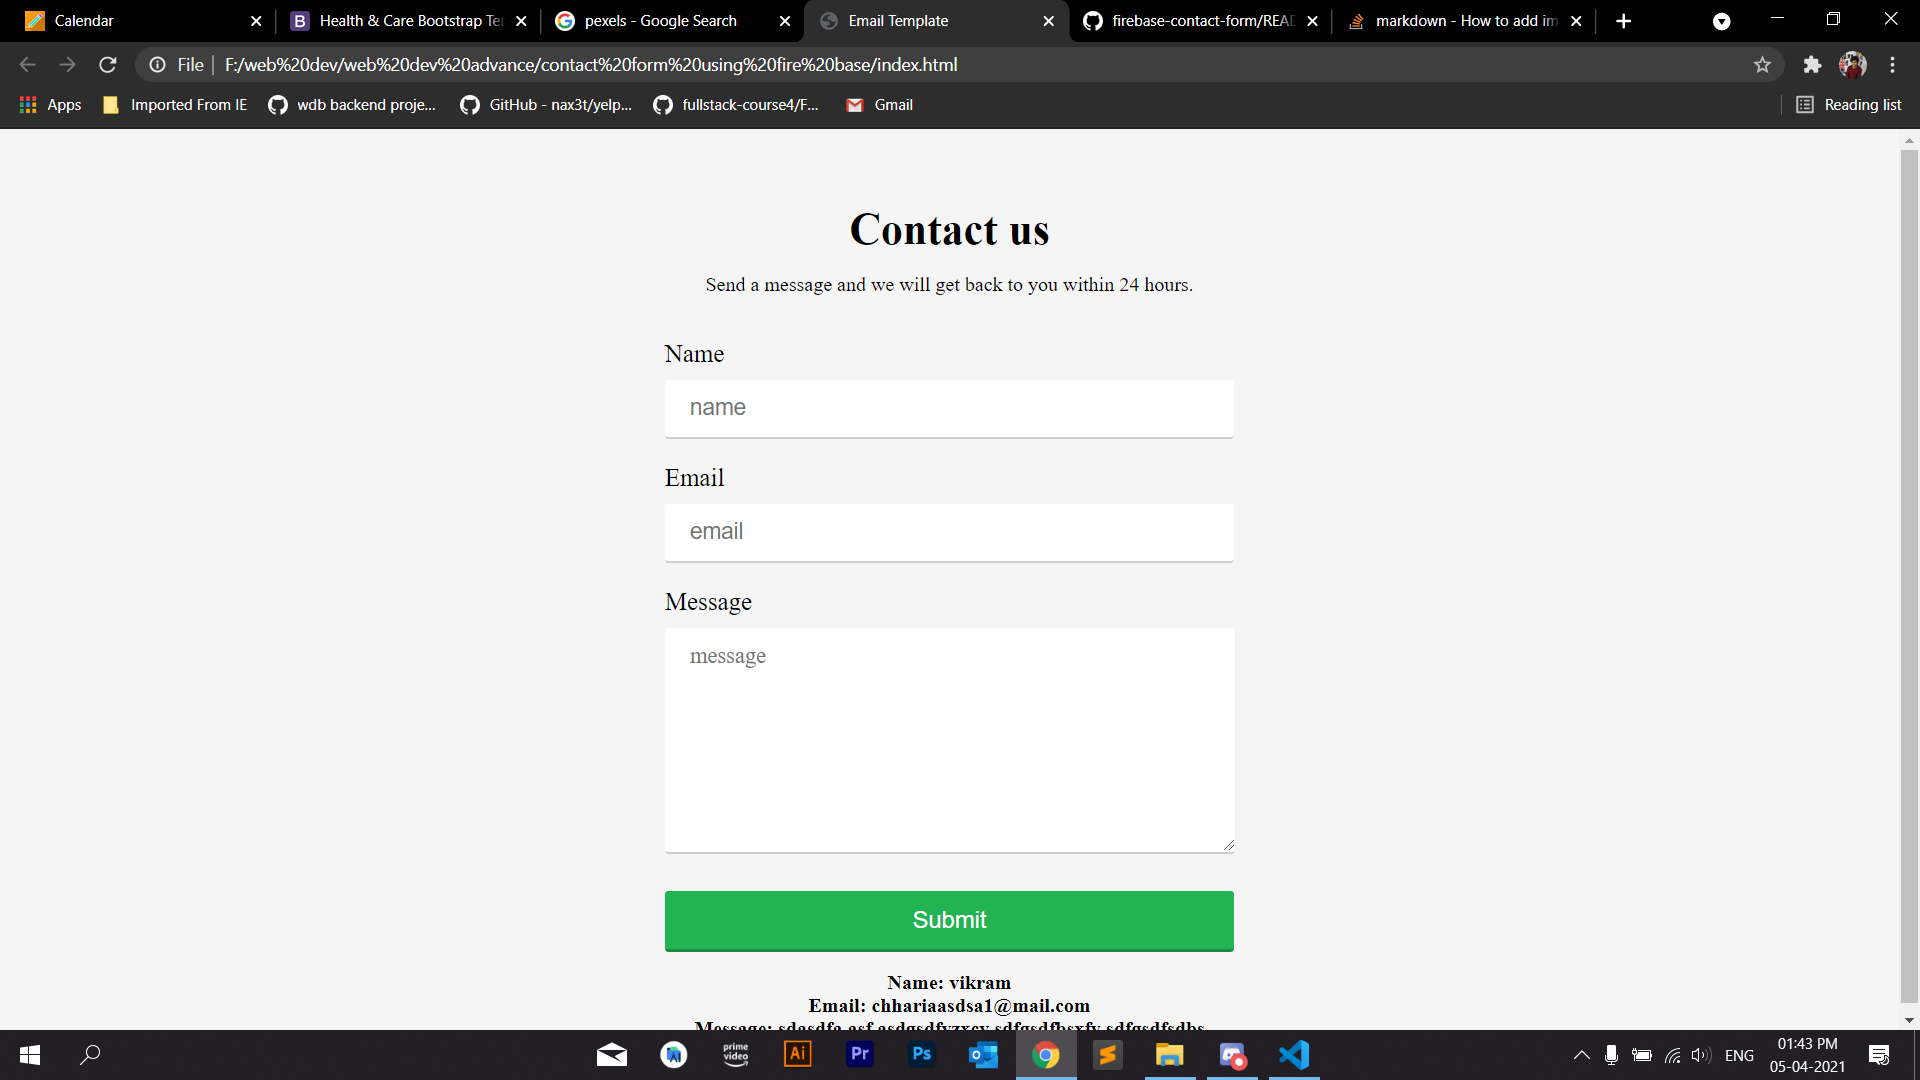 Calendar
Health & Care Bootstrap Te
pexels - Google Search
Email Template
firebase-contact-form/READ
markdown - How to add im
File
F:/web%20dev/web%20dev%20advance/contact%20form%20using%20fire%20base/index.html
Apps
Imported From IE
wdb backend proje...
GitHub - nax3t/yelp...
fullstack-course4/F...
Gmail
Reading list
Contact us
Send a message and we will get back to you within 24 hours.
Name
name
Email
email
Message
message
Submit
Name: vikram
Email: chhariaasdsa1@mail.com
Message:
prime video
Ai
Pr
Ps
ENG
01:43 PM
05-04-2021